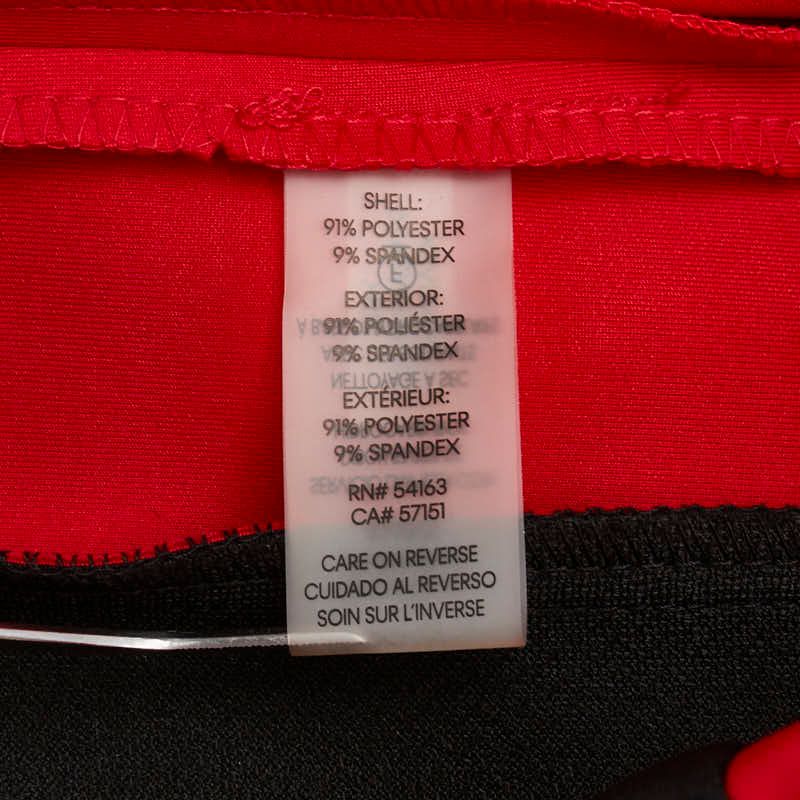 SHELL:
91% POLYESTER
9% SPANDEX
EXTERIOR:
91% POLIÉSTER
9% SPANDEX
EXTÉRIEUR:
91% POLYESTER
9% SPANDEX
RN# 54163
CA# 57151
CARE ON REVERSE
CUIDADO AL REVERSO
SOIN SUR L'INVERSE